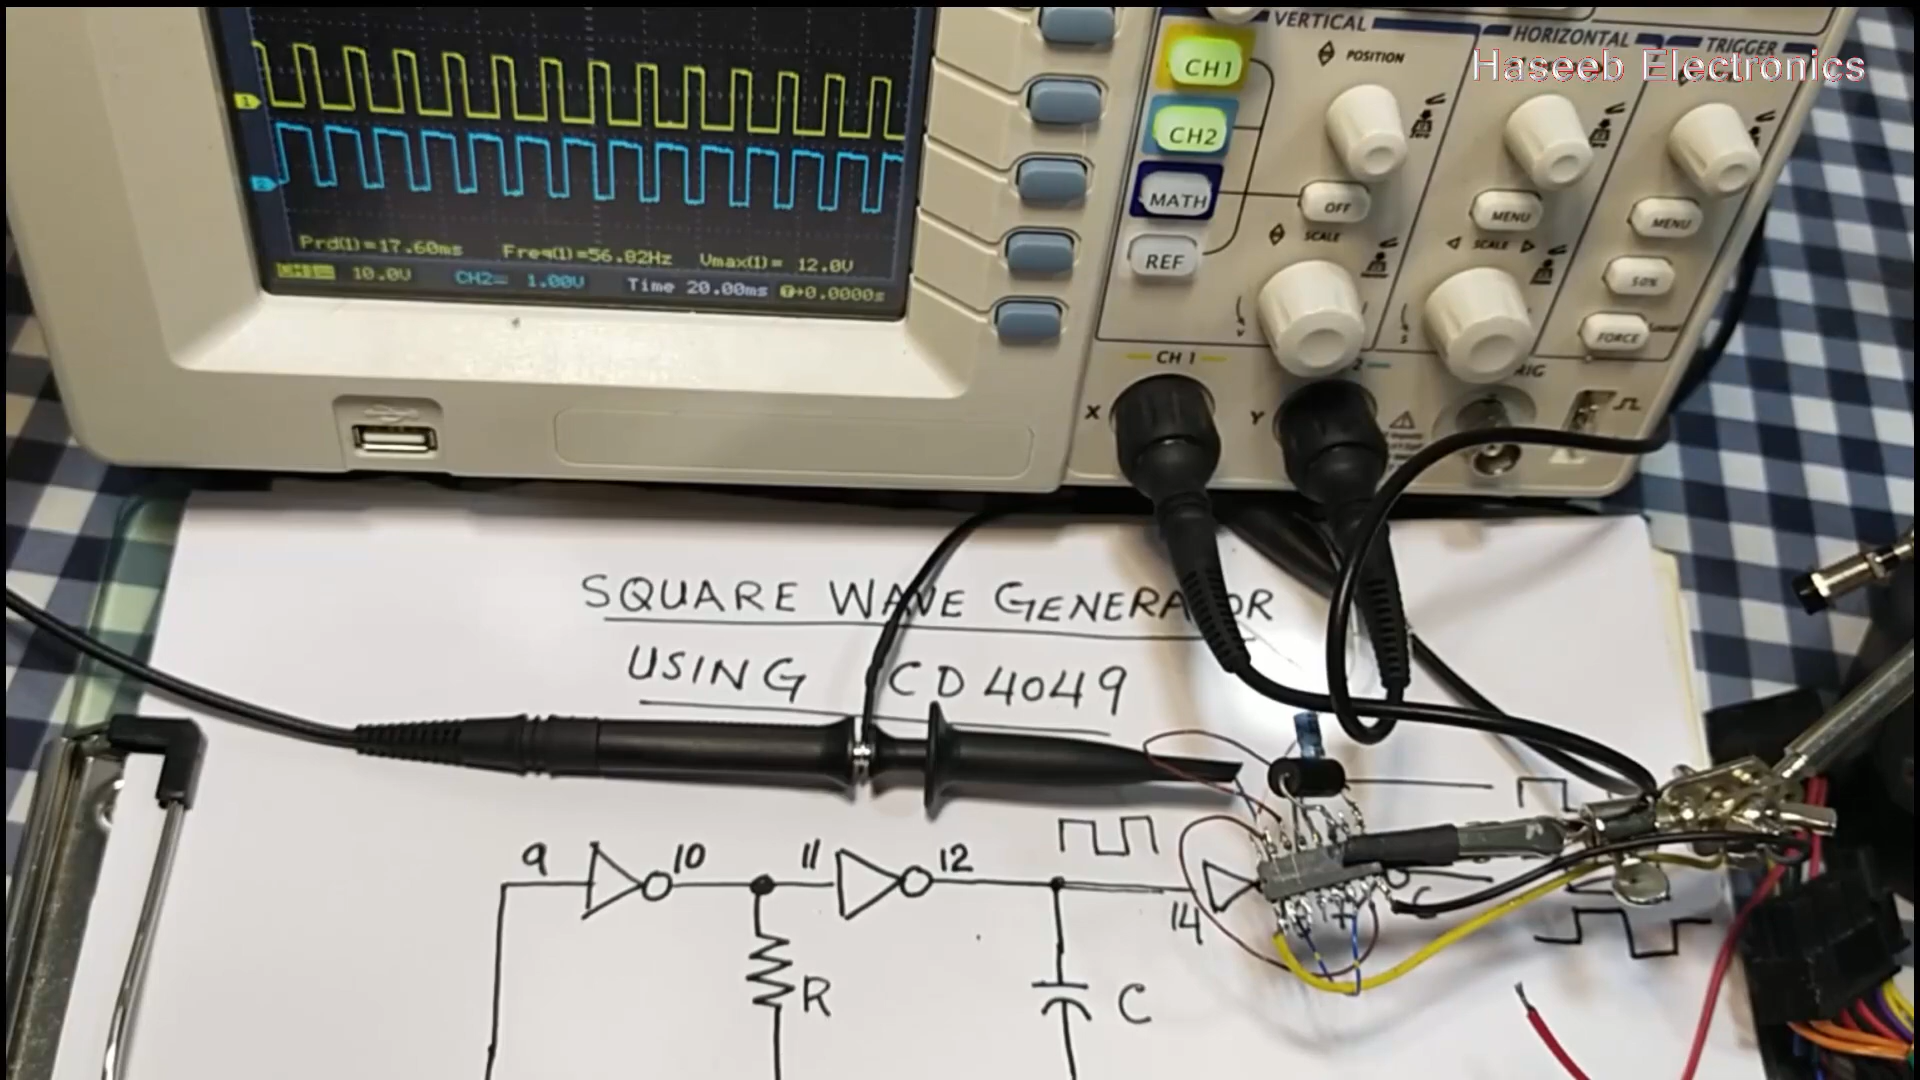 VERTICAL
HORIZONTAL
TRIGGER
Haseeb Electronics
POSITION
CH1
CH2
MATH
OFF
MENU
MENU
SCALE
SCALE
REF
50%
FORCE
1
2
Prd(1)=17.60ms Freq(1)=56.82Hz Vmax(1)= 12.0V
CH1 10.0V CH2= 1.00V Time 20.00ms T→0.0000s
CH 1
X
Y
SQUARE WAVE GENERATOR
USING CD4049
9 10 11 12
14
R
C